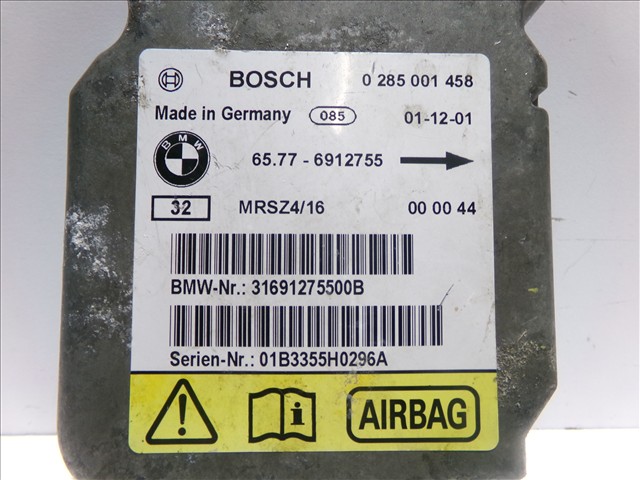 BOSCH 0 285 001 458
Made in Germany 085 01-12-01
BMW 65.77 - 6912755
32 MRSZ4/16 00 00 44
BMW-Nr.: 31691275500B
Serien-Nr.: 01B3355H0296A
AIRBAG